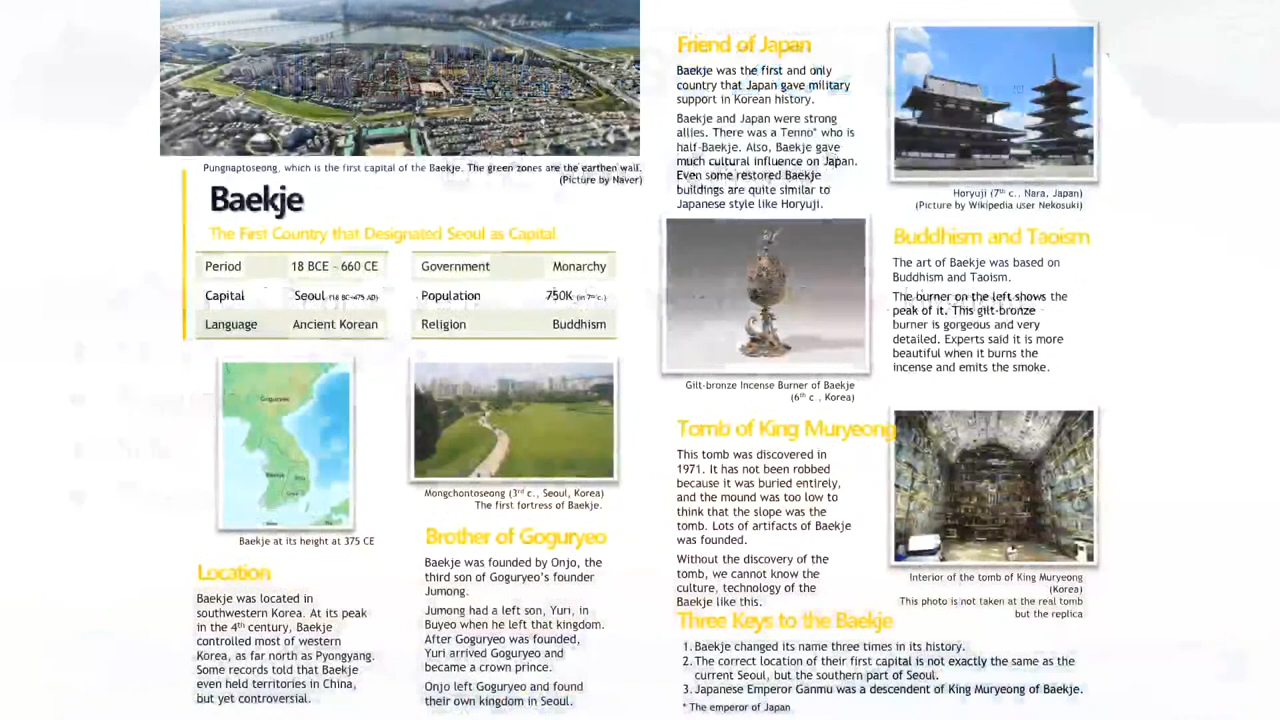 Pungnaptoseong, which is the first capital of the Baekje. The green zones are the earthen wall.
(Picture by Naver)
Baekje
The First Country that Designated Seoul as Capital
Period 18 BCE ~ 660 CE
Capital Seoul (18 BC~475 AD)
Language Ancient Korean
Government Monarchy
Population 750K (in 7th c.)
Religion Buddhism
Goguryeo
Baekje
Silla
Gaya
Baekje at its height at 375 CE
Location
Baekje was located in
southwestern Korea. At its peak
in the 4th century, Baekje
controlled most of western
Korea, as far north as Pyongyang.
Some records told that Baekje
even held territories in China,
but yet controversial.
Mongchontoseong (3rd c., Seoul, Korea)
The first fortress of Baekje.
Brother of Goguryeo
Baekje was founded by Onjo, the
third son of Goguryeo's founder
Jumong.
Jumong had a left son, Yuri, in
Buyeo when he left that kingdom.
After Goguryeo was founded,
Yuri arrived Goguryeo and
became a crown prince.
Onjo left Goguryeo and found
their own kingdom in Seoul.
Friend of Japan
Baekje was the first and only
country that Japan gave military
support in Korean history.
Baekje and Japan were strong
allies. There was a Tenno* who is
half-Baekje. Also, Baekje gave
much cultural influence on Japan.
Even some restored Baekje
buildings are quite similar to
Japanese style like Horyuji.
Horyuji (7th c., Nara, Japan)
(Picture by Wikipedia user Nekosuki)
Gilt-bronze Incense Burner of Baekje
(6th c., Korea)
Buddhism and Taoism
The art of Baekje was based on
Buddhism and Taoism.
The burner on the left shows the
peak of it. This gilt-bronze
burner is gorgeous and very
detailed. Experts said it is more
beautiful when it burns the
incense and emits the smoke.
Tomb of King Muryeong
This tomb was discovered in
1971. It has not been robbed
because it was buried entirely,
and the mound was too low to
think that the slope was the
tomb. Lots of artifacts of Baekje
was founded.
Without the discovery of the
tomb, we cannot know the
culture, technology of the
Baekje like this.
Interior of the tomb of King Muryeong
(Korea)
This photo is not taken at the real tomb
but the replica
Three Keys to the Baekje
1. Baekje changed its name three times in its history.
2. The correct location of their first capital is not exactly the same as the
current Seoul, but the southern part of Seoul.
3. Japanese Emperor Ganmu was a descendent of King Muryeong of Baekje.
* The emperor of Japan